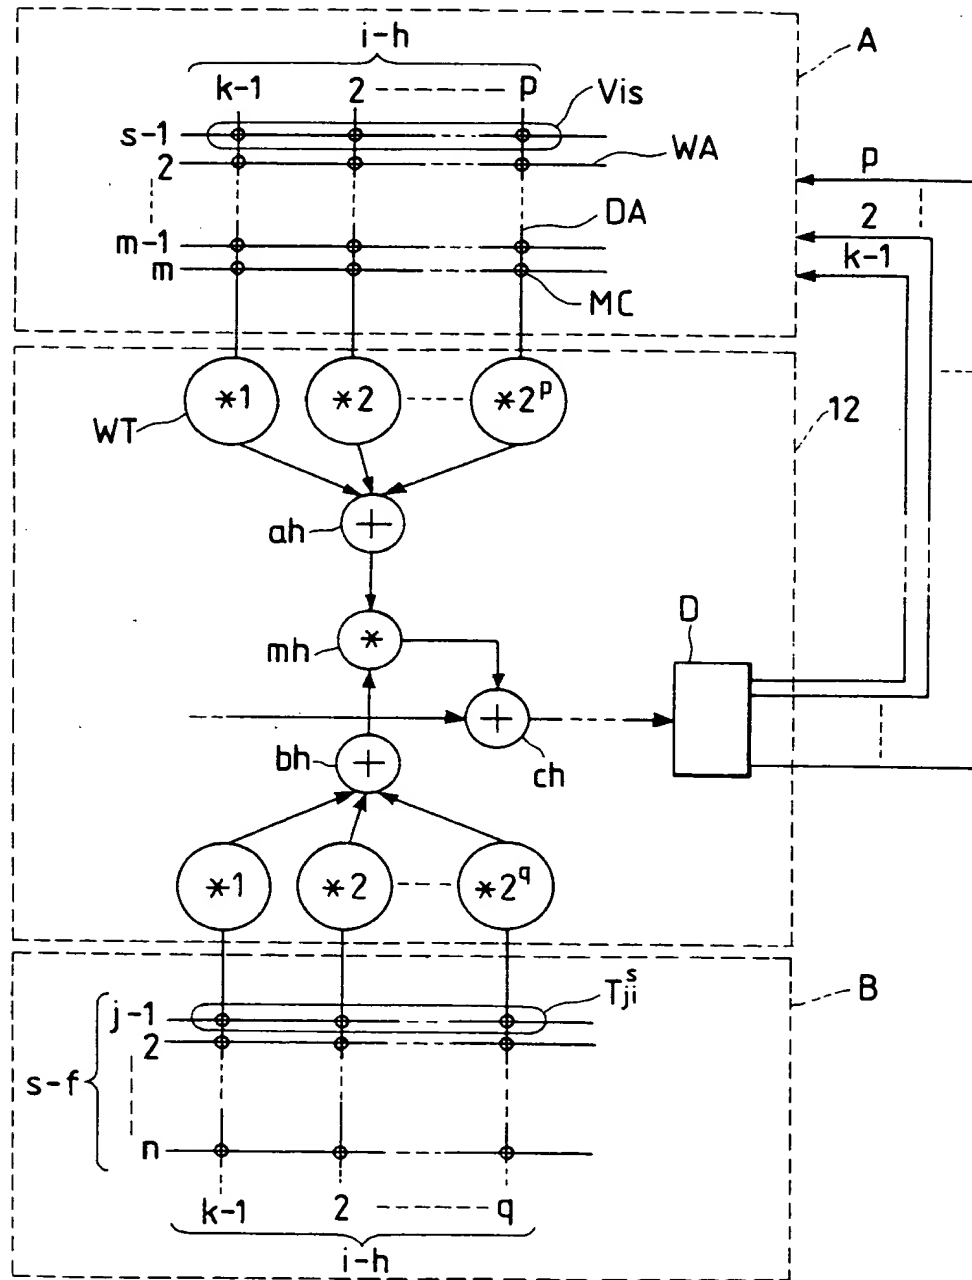 i-h
A
k-1 2 p
Vis
s-1
WA
2
p
DA
2
m-1
k-1
m
MC
*1 *2 *2^p
12
WT
+
ah
D
*
mh
+
bh
+
ch
*1 *2 *2^q
T_ji^s
B
j-1
2
s-f
n
k-1 2 q
i-h